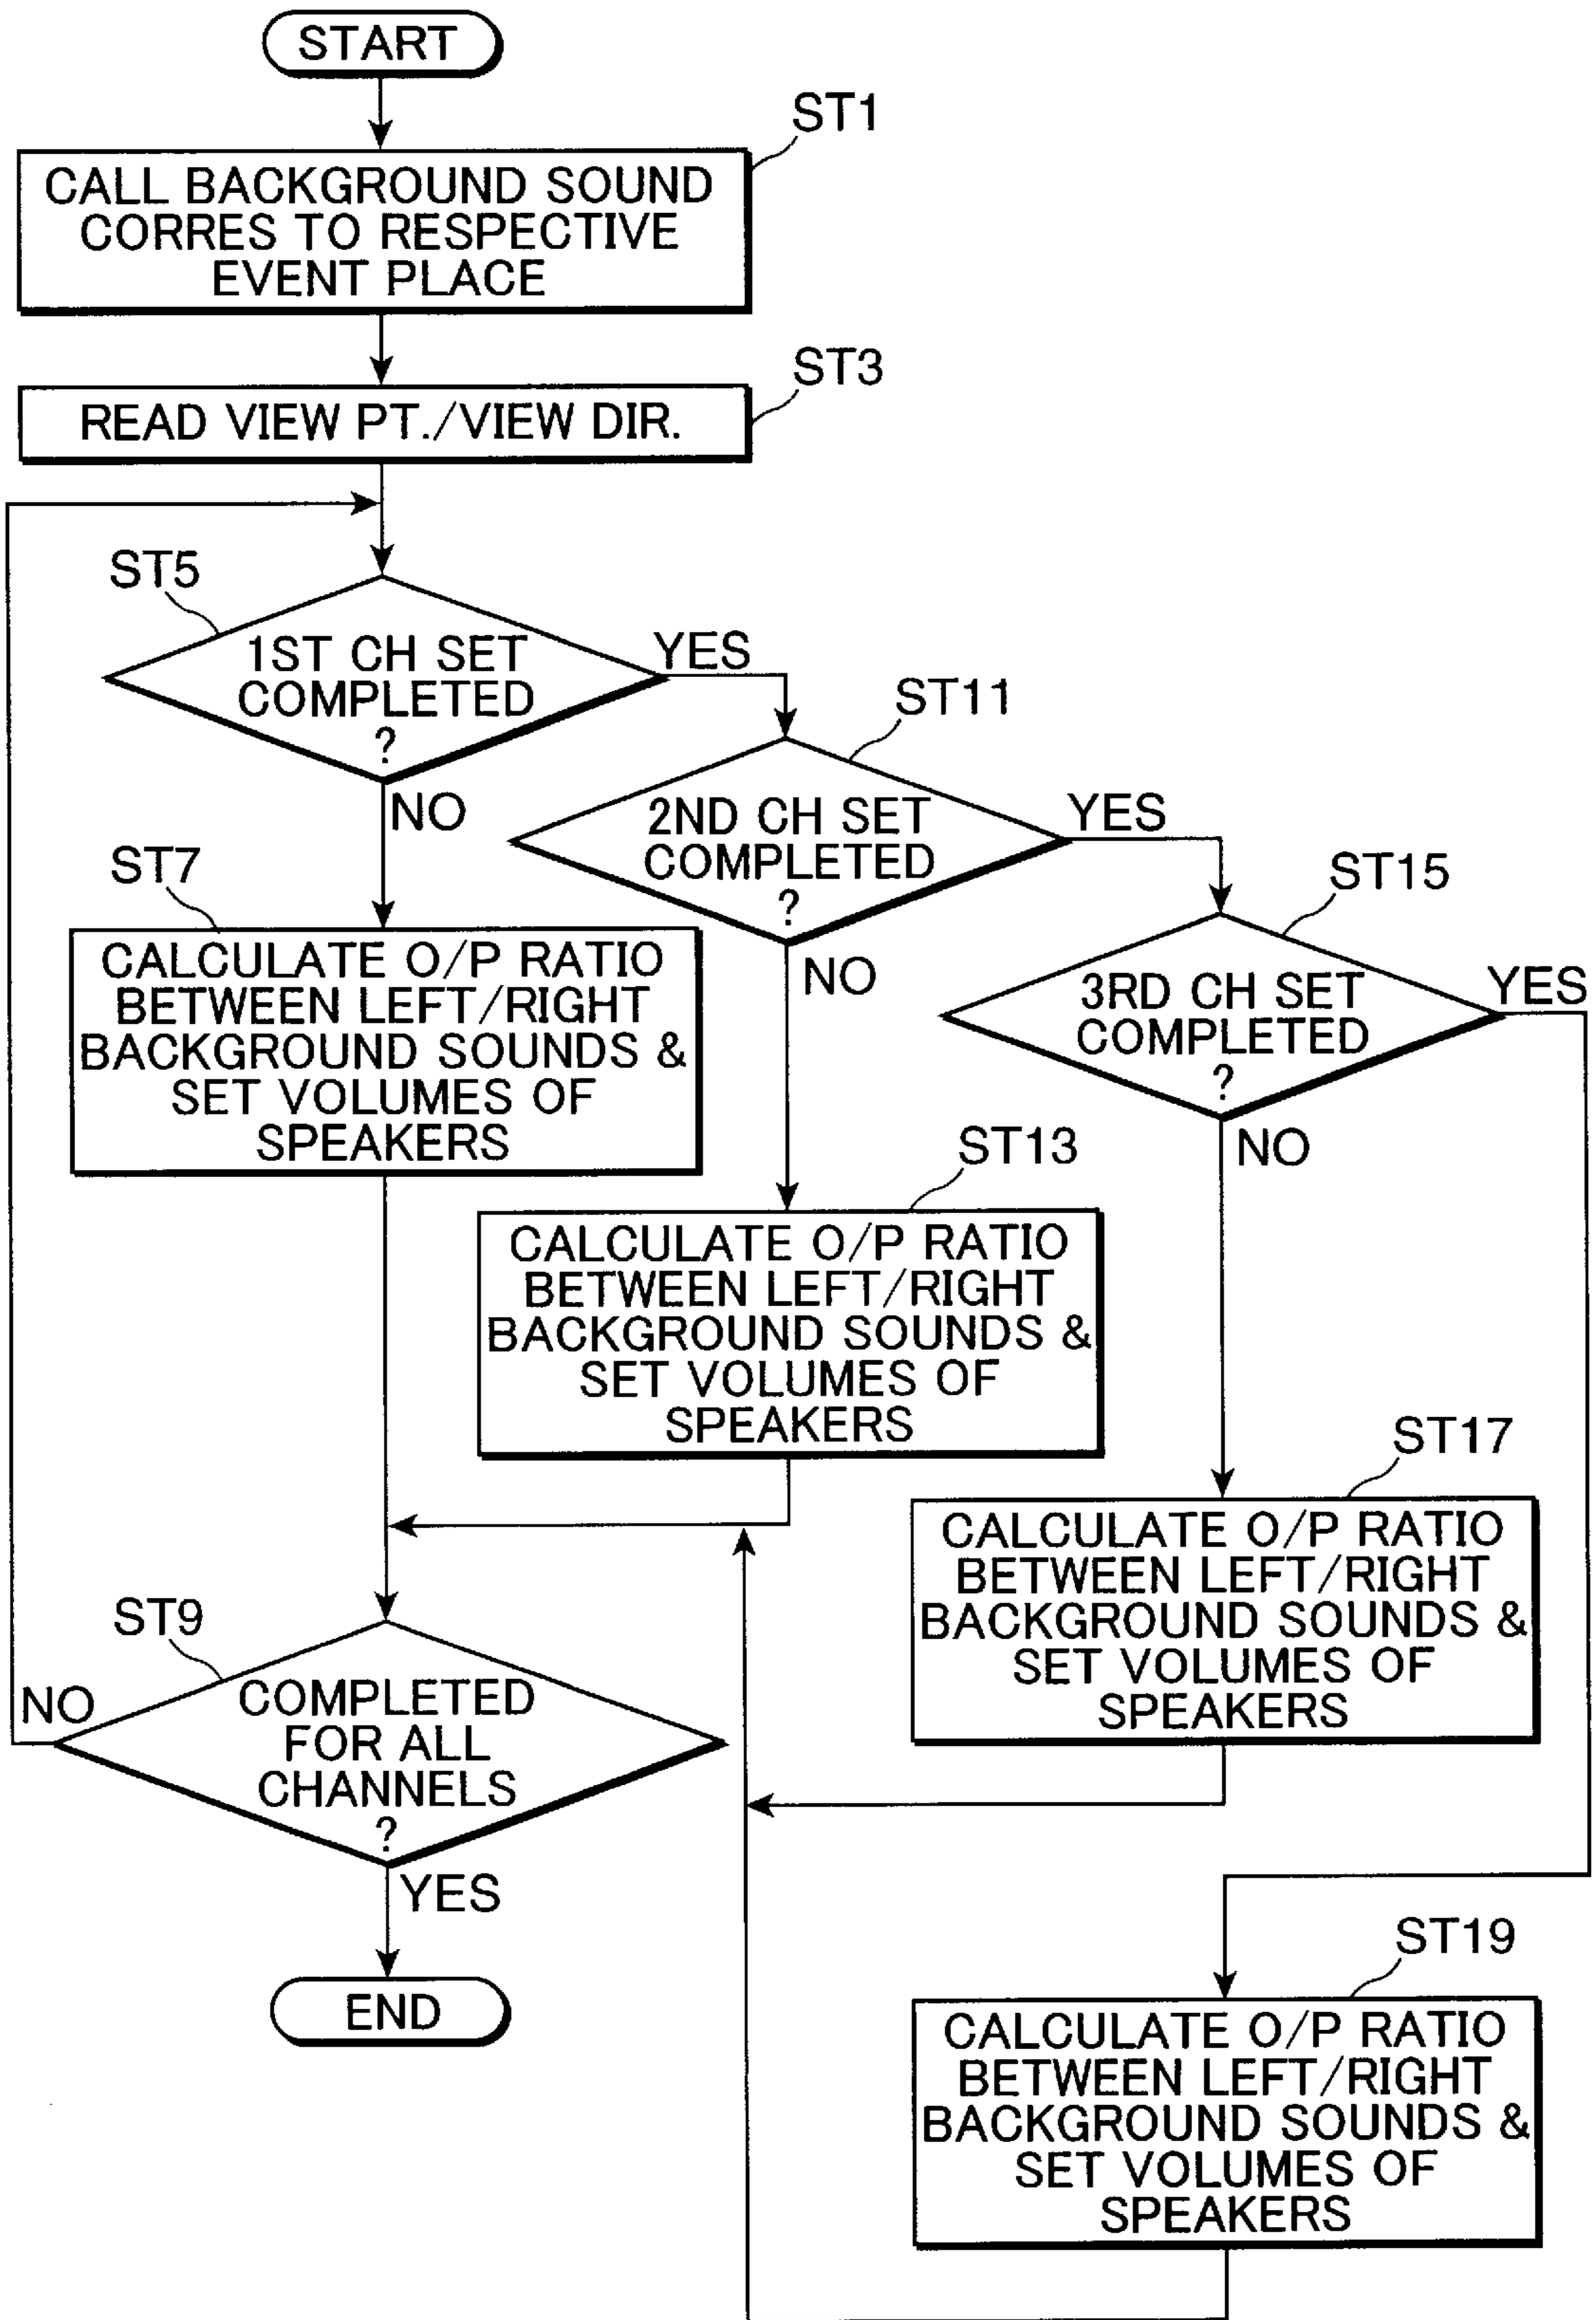 START
ST1
CALL BACKGROUND SOUND
CORRES TO RESPECTIVE
EVENT PLACE
ST3
READ VIEW PT./VIEW DIR.
ST5
1ST CH SET
COMPLETED
?
YES
NO
ST11
2ND CH SET
COMPLETED
?
YES
NO
ST15
3RD CH SET
COMPLETED
?
YES
NO
ST7
CALCULATE O/P RATIO
BETWEEN LEFT/RIGHT
BACKGROUND SOUNDS &
SET VOLUMES OF
SPEAKERS
ST13
CALCULATE O/P RATIO
BETWEEN LEFT/RIGHT
BACKGROUND SOUNDS &
SET VOLUMES OF
SPEAKERS
ST17
CALCULATE O/P RATIO
BETWEEN LEFT/RIGHT
BACKGROUND SOUNDS &
SET VOLUMES OF
SPEAKERS
ST9
NO
COMPLETED
FOR ALL
CHANNELS
?
YES
END
ST19
CALCULATE O/P RATIO
BETWEEN LEFT/RIGHT
BACKGROUND SOUNDS &
SET VOLUMES OF
SPEAKERS